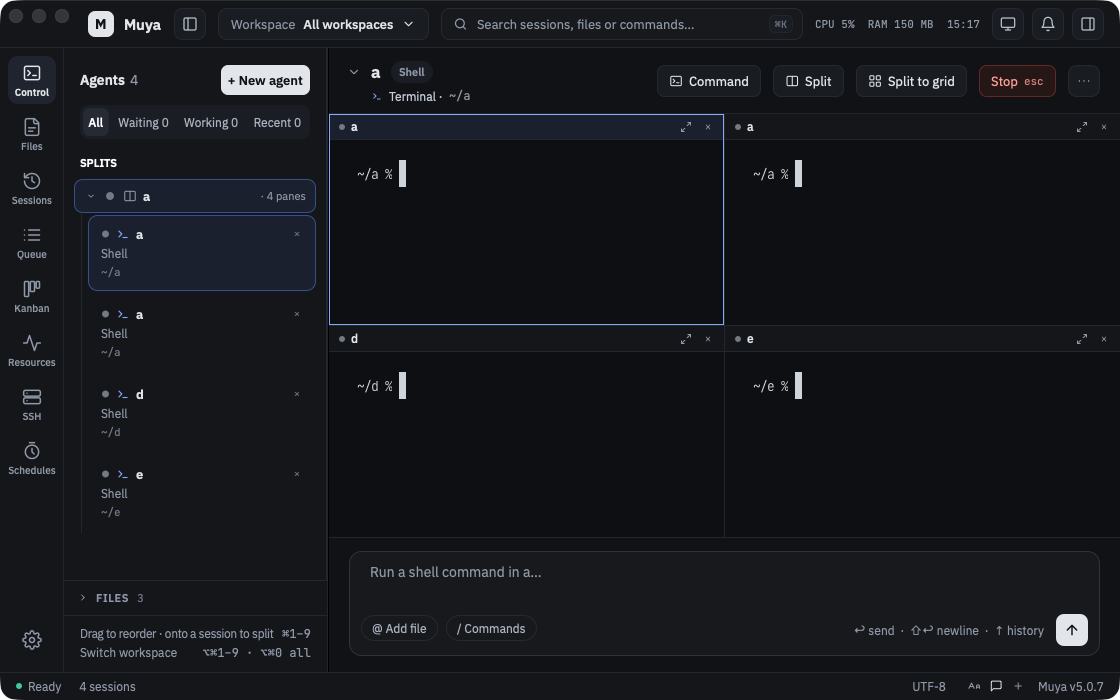 M Muya Workspace All workspaces Search sessions, files or commands... ⌘K CPU 5% RAM 150 MB 15:17
Control
Files
Sessions
Queue
Kanban
Resources
SSH
Schedules
Agents 4 + New agent
All Waiting 0 Working 0 Recent 0
SPLITS
a · 4 panes
a ×
Shell
~/a
a ×
Shell
~/a
d ×
Shell
~/d
e ×
Shell
~/e
FILES 3
Drag to reorder · onto a session to split ⌘1–9
Switch workspace ⌥⌘1–9 · ⌥⌘0 all
a Shell
Terminal · ~/a
Command Split Split to grid Stop esc ···
a ×
~/a %
a ×
~/a %
d ×
~/d %
e ×
~/e %
Run a shell command in a...
@ Add file / Commands ↩ send · ⇧↩ newline · ↑ history
Ready 4 sessions UTF-8 Aa + Muya v5.0.7